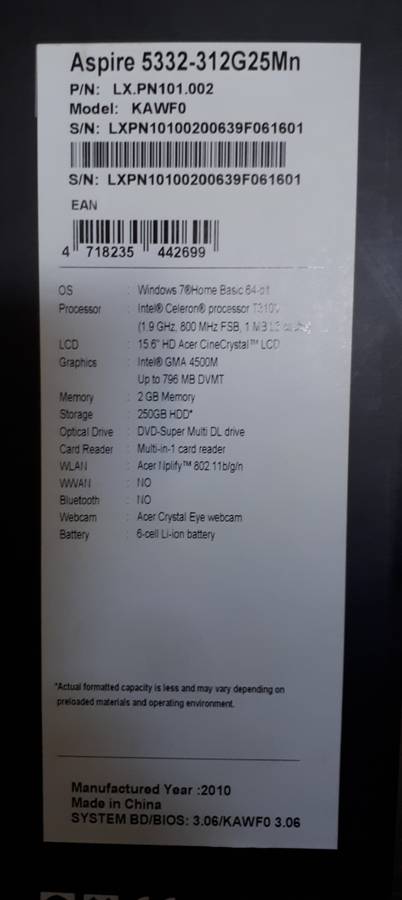 Aspire 5332-312G25Mn
P/N: LX.PN101.002
Model: KAWF0
S/N: LXPN10100200639F061601
S/N: LXPN10100200639F061601
EAN
4 718235 442699
OS : Windows 7®Home Basic 64-bit
Processor : Intel® Celeron® processor
(1.9 GHz, 800 MHz FSB, 1 MB L2
LCD : 15.6" HD Acer CineCrystal™ LCD
Graphics : Intel® GMA 4500M
Up to 796 MB DVMT
Memory : 2 GB Memory
Storage : 250GB HDD*
Optical Drive : DVD-Super Multi DL drive
Card Reader : Multi-in-1 card reader
WLAN : Acer Nplify™ 802.11b/g/n
WWAN : NO
Bluetooth : NO
Webcam : Acer Crystal Eye webcam
Battery : 6-cell Li-ion battery
*Actual formatted capacity is less and may vary depending on
preloaded materials and operating environment.
Manufactured Year :2010
Made in China
SYSTEM BD/BIOS: 3.06/KAWF0 3.06